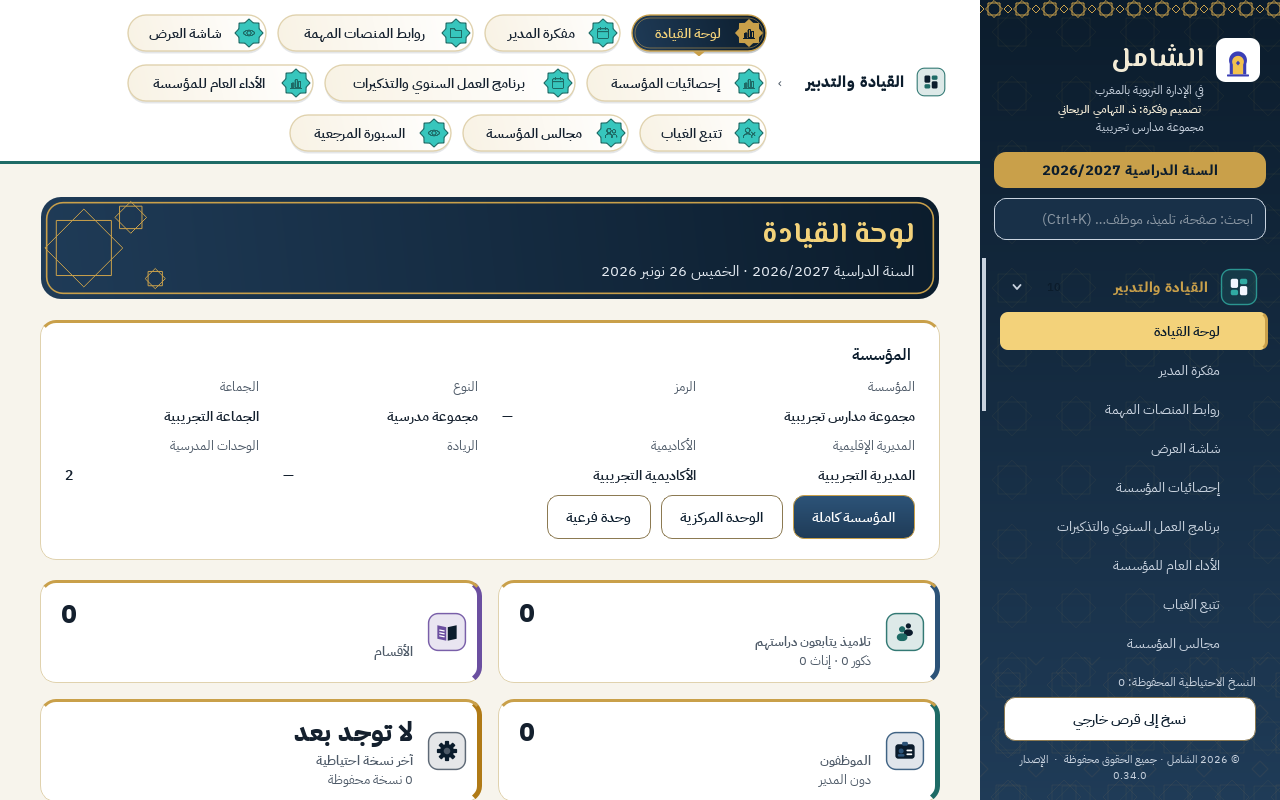 الشامل
في الإدارة التربوية بالمغرب
تصميم وفكرة: ذ. التهامي الريحاني
مجموعة مدارس تجريبية
السنة الدراسية 2026/2027
ابحث: صفحة، تلميذ، موظف... (Ctrl+K)
القيادة والتدبير 10
لوحة القيادة
مفكرة المدير
روابط المنصات المهمة
شاشة العرض
إحصائيات المؤسسة
برنامج العمل السنوي والتذكيرات
الأداء العام للمؤسسة
تتبع الغياب
مجالس المؤسسة
النسخ الاحتياطية المحفوظة: 0
نسخ إلى قرص خارجي
© 2026 الشامل · جميع الحقوق محفوظة · الإصدار
0.34.0
القيادة والتدبير ›
لوحة القيادة مفكرة المدير روابط المنصات المهمة شاشة العرض
إحصائيات المؤسسة برنامج العمل السنوي والتذكيرات الأداء العام للمؤسسة
تتبع الغياب مجالس المؤسسة السبورة المرجعية
لوحة القيادة
السنة الدراسية 2026/2027 · الخميس 26 نونبر 2026
المؤسسة
المؤسسة الرمز النوع الجماعة
مجموعة مدارس تجريبية — مجموعة مدرسية الجماعة التجريبية
المديرية الإقليمية الأكاديمية الريادة الوحدات المدرسية
المديرية التجريبية الأكاديمية التجريبية — 2
المؤسسة كاملة الوحدة المركزية وحدة فرعية
0
تلاميذ يتابعون دراستهم
ذكور 0 · إناث 0
0
الأقسام
0
الموظفون
دون المدير
لا توجد بعد
آخر نسخة احتياطية
0 نسخة محفوظة